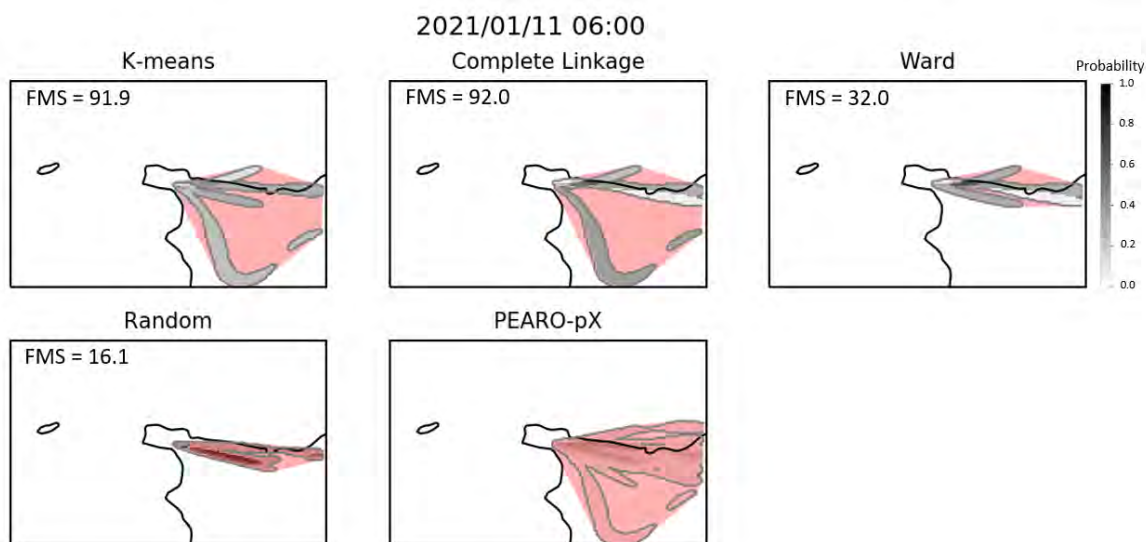 2021/01/11 06:00
K-means
Complete Linkage
Ward
Probability
FMS = 91.9
FMS = 92.0
FMS = 32.0
1.0
0.8
0.6
0.4
0.2
0.0
Random
PEARO-pX
FMS = 16.1